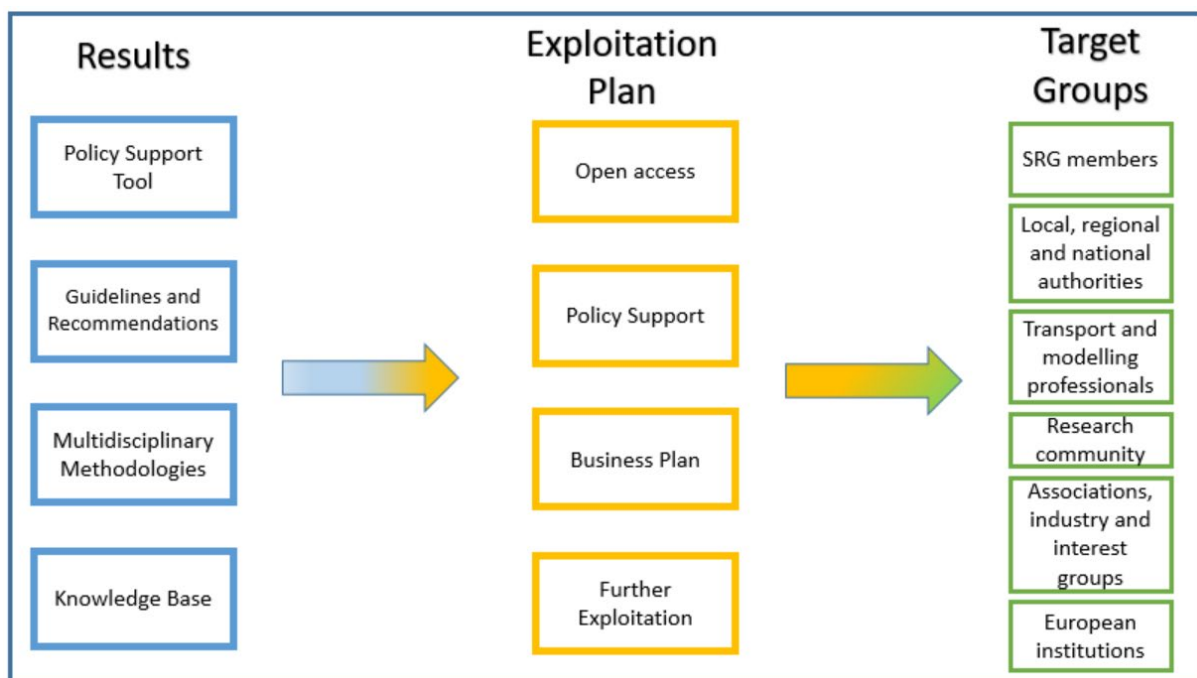 Results
Policy Support
Tool
Guidelines and
Recommendations
Multidisciplinary
Methodologies
Knowledge Base
Exploitation
Plan
Open access
Policy Support
Business Plan
Further
Exploitation
Target
Groups
SRG members
Local, regional
and national
authorities
Transport and
modelling
professionals
Research
community
Associations,
industry and
interest
groups
European
institutions